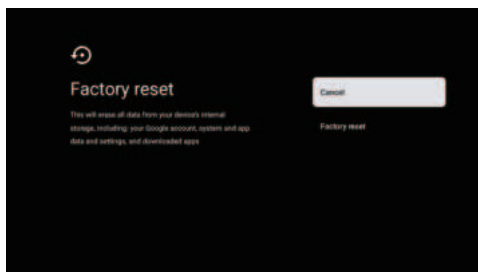 Factory reset
This will erase all data from your device's internal
storage, including: your Google account, system and app
data and settings, and downloaded apps
Cancel
Factory reset